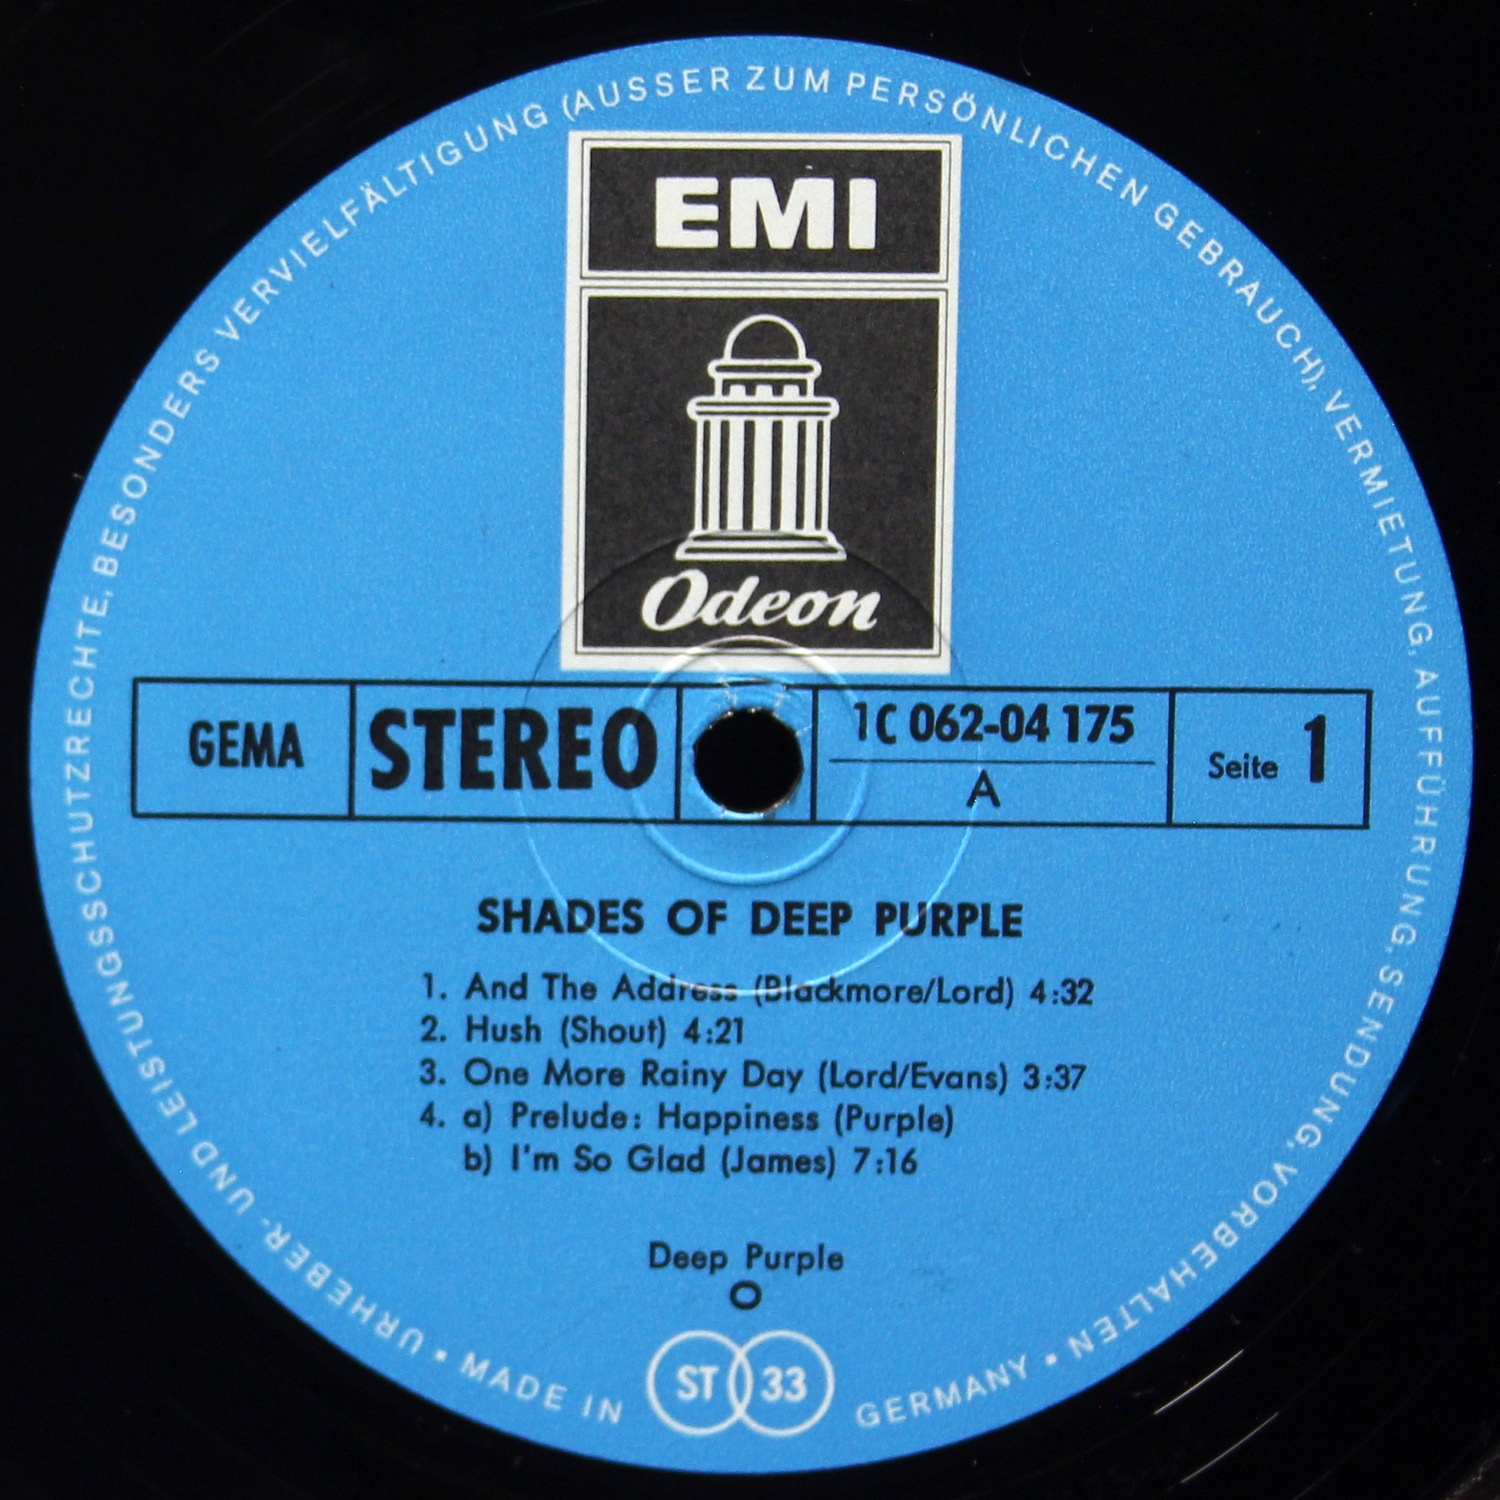 URHEBER- UND LEISTUNGSSCHUTZRECHTE, BESONDERS VERVIELFÄLTIGUNG (AUSSER ZUM PERSÖNLICHEN GEBRAUCH), VERMIETUNG, AUFFÜHRUNG, SENDUNG, VORBEHALTEN •
EMI
Odeon
GEMA STEREO 1C 062-04 175 Seite 1
A
SHADES OF DEEP PURPLE
1. And The Address (Blackmore/Lord) 4:32
2. Hush (Shout) 4:21
3. One More Rainy Day (Lord/Evans) 3:37
4. a) Prelude: Happiness (Purple)
b) I'm So Glad (James) 7:16
Deep Purple
O
• MADE IN ST 33 GERMANY